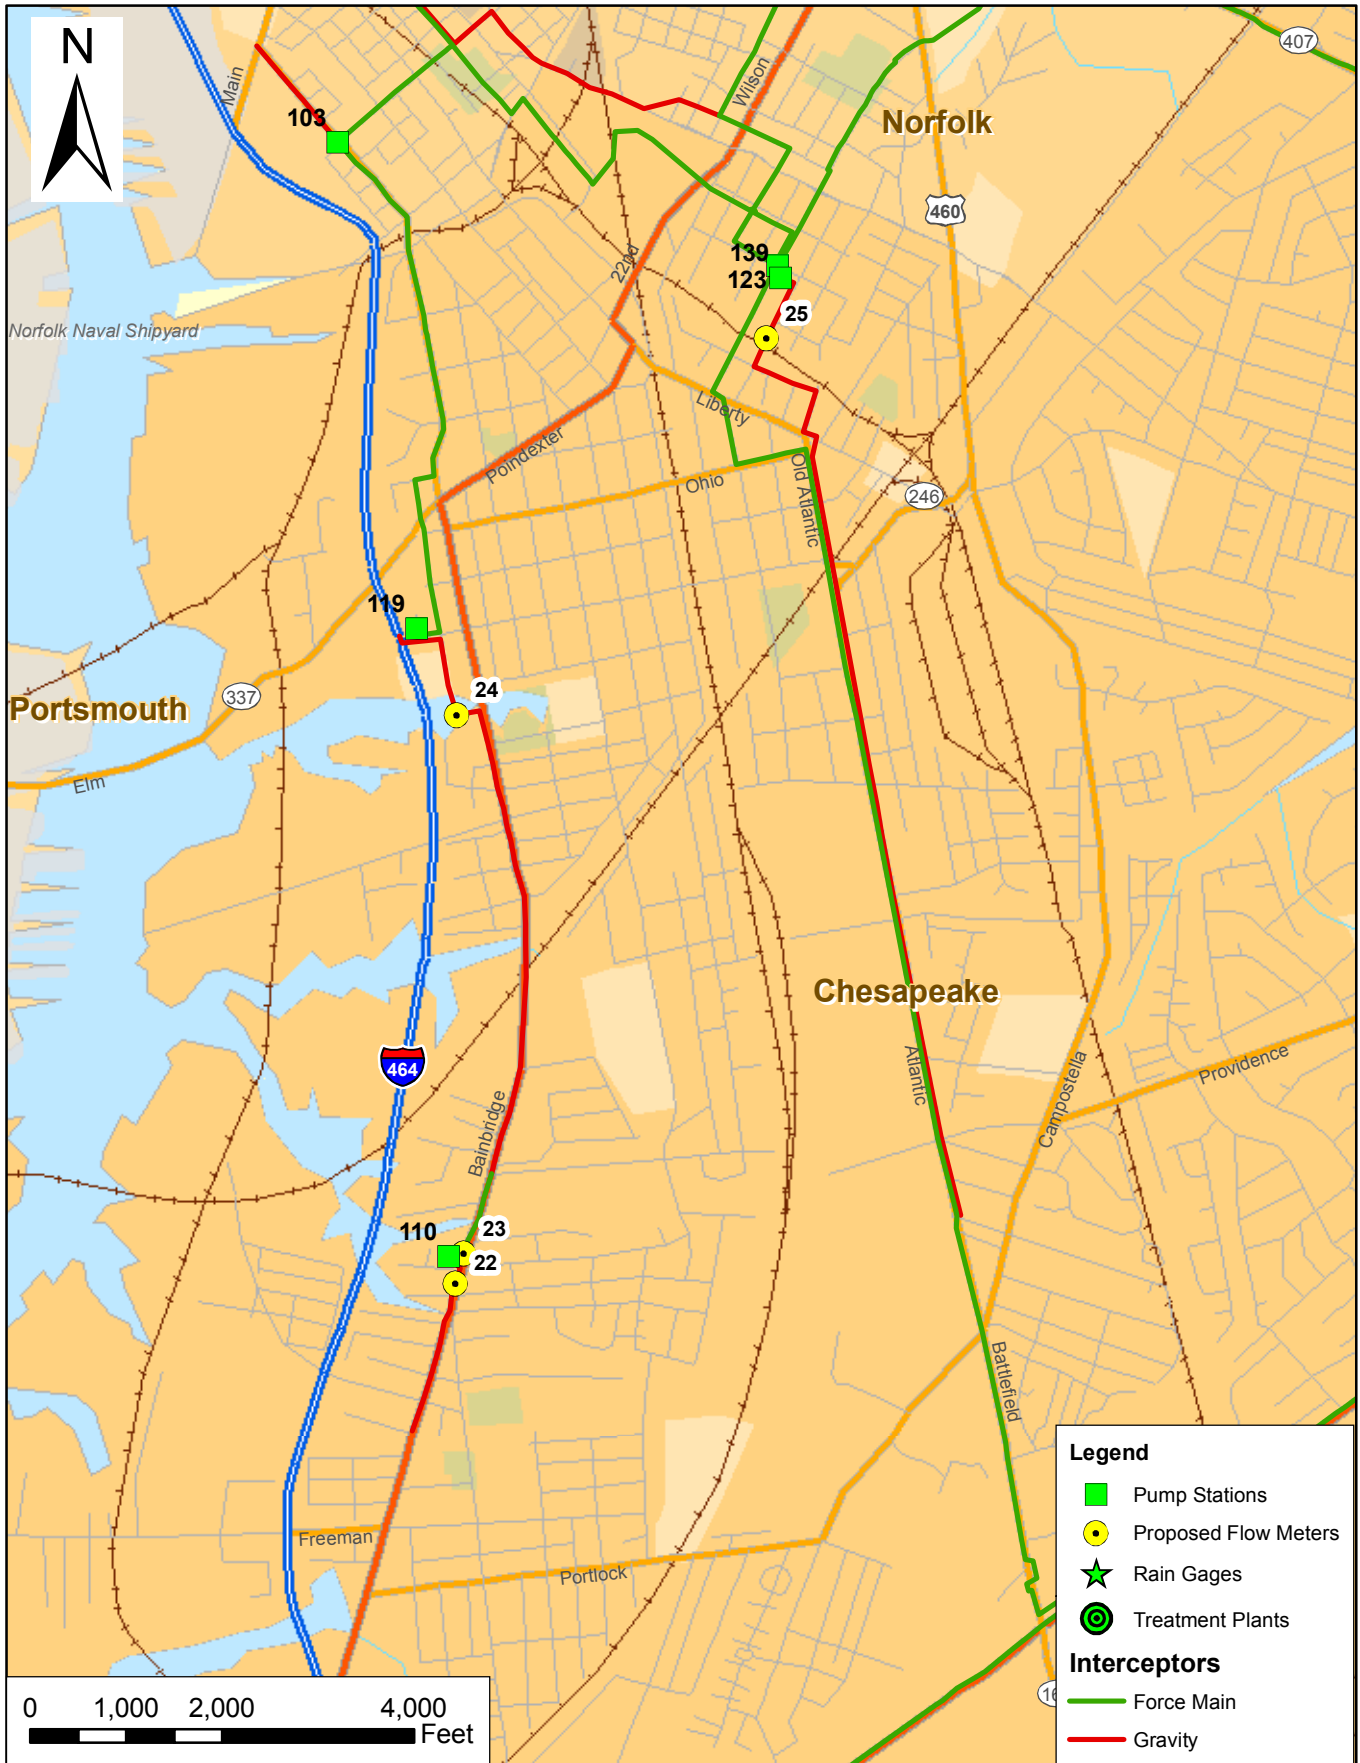 N
407
Main
Wilson
103
Norfolk
460
139
22nd
123
25
Norfolk Naval Shipyard
Liberty
Poindexter
Ohio
Old Atlantic
246
119
24
337
Portsmouth
Elm
Chesapeake
464
Atlantic
Providence
Campostella
Bainbridge
23
110
22
Battlefield
Freeman
Portlock
16
Legend
Pump Stations
Proposed Flow Meters
Rain Gages
Treatment Plants
Interceptors
Force Main
Gravity
0 1,000 2,000 4,000
Feet